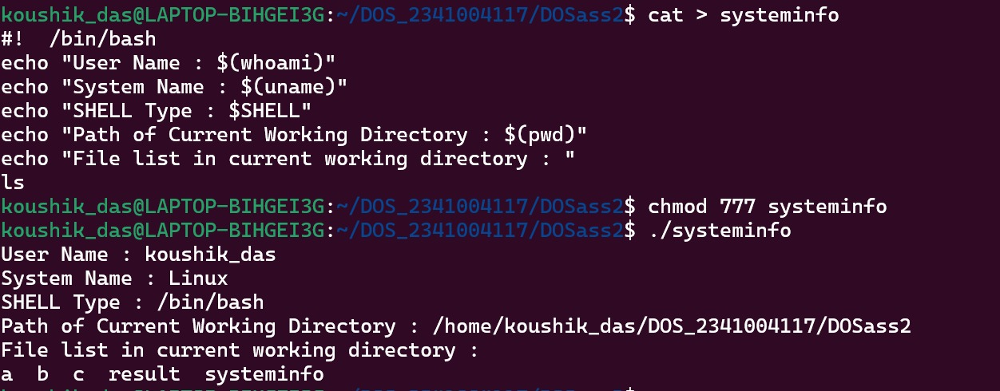 koushik_das@LAPTOP-BIHGEI3G:~/DOS_2341004117/DOSass2$ cat > systeminfo
#!  /bin/bash
echo "User Name : $(whoami)"
echo "System Name : $(uname)"
echo "SHELL Type : $SHELL"
echo "Path of Current Working Directory : $(pwd)"
echo "File list in current working directory : "
ls
koushik_das@LAPTOP-BIHGEI3G:~/DOS_2341004117/DOSass2$ chmod 777 systeminfo
koushik_das@LAPTOP-BIHGEI3G:~/DOS_2341004117/DOSass2$ ./systeminfo
User Name : koushik_das
System Name : Linux
SHELL Type : /bin/bash
Path of Current Working Directory : /home/koushik_das/DOS_2341004117/DOSass2
File list in current working directory :
a  b  c  result  systeminfo